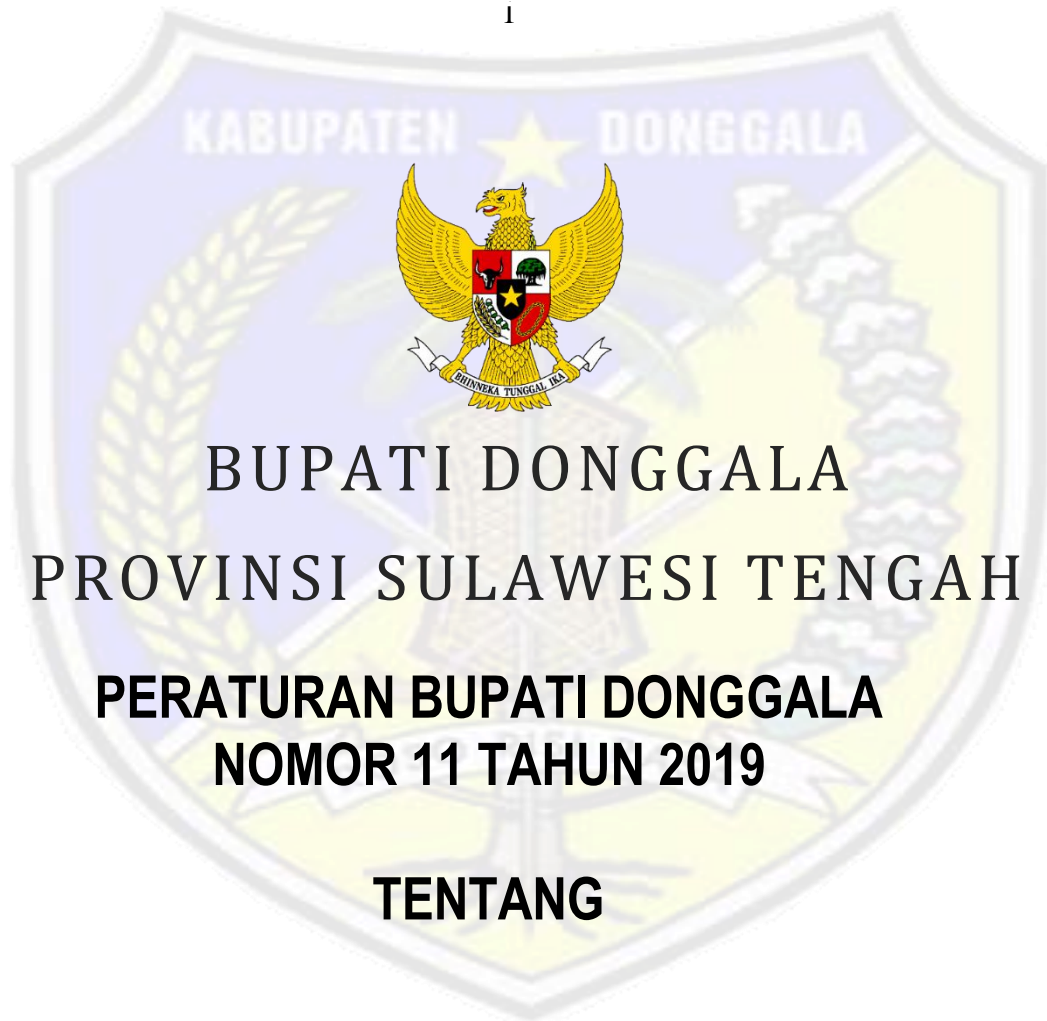 1
KABUPATEN DONGGALA
BHINNEKA TUNGGAL IKA
BUPATI DONGGALA
PROVINSI SULAWESI TENGAH
PERATURAN BUPATI DONGGALA
NOMOR 11 TAHUN 2019
TENTANG